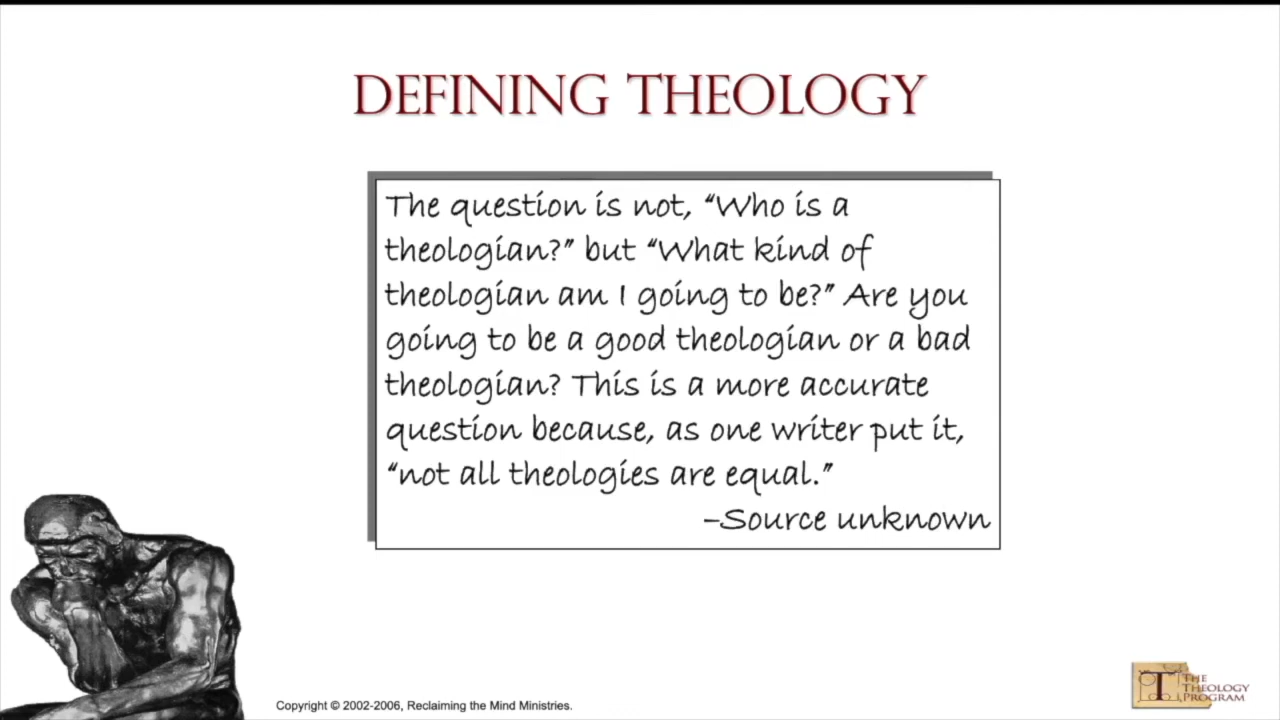 DEFINING THEOLOGY
The question is not, “Who is a
theologian?” but “What kind of
theologian am I going to be?” Are you
going to be a good theologian or a bad
theologian? This is a more accurate
question because, as one writer put it,
“not all theologies are equal.”
–Source unknown
Copyright © 2002-2006, Reclaiming the Mind Ministries.
T
THE
THEOLOGY
PROGRAM